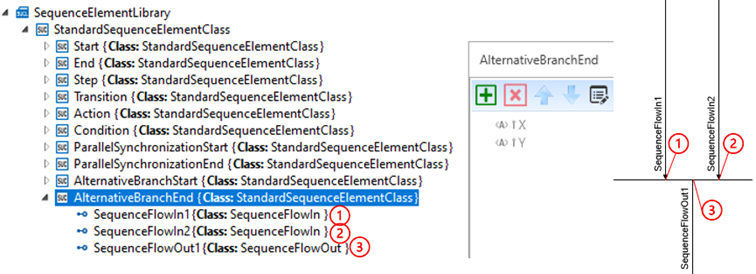 SequenceElementLibrary
StandardSequenceElementClass
Start {Class: StandardSequenceElementClass}
End {Class: StandardSequenceElementClass}
Step {Class: StandardSequenceElementClass}
Transition {Class: StandardSequenceElementClass}
Action {Class: StandardSequenceElementClass}
Condition {Class: StandardSequenceElementClass}
ParallelSynchronizationStart {Class: StandardSequenceElementClass}
ParallelSynchronizationEnd {Class: StandardSequenceElementClass}
AlternativeBranchStart {Class: StandardSequenceElementClass}
AlternativeBranchEnd {Class: StandardSequenceElementClass}
SequenceFlowIn1 {Class: SequenceFlowIn } 1
SequenceFlowIn2 {Class: SequenceFlowIn } 2
SequenceFlowOut1 {Class: SequenceFlowOut } 3
AlternativeBranchEnd
<A> X
<A> Y
SequenceFlowIn1
1
SequenceFlowIn2
2
SequenceFlowOut1
3